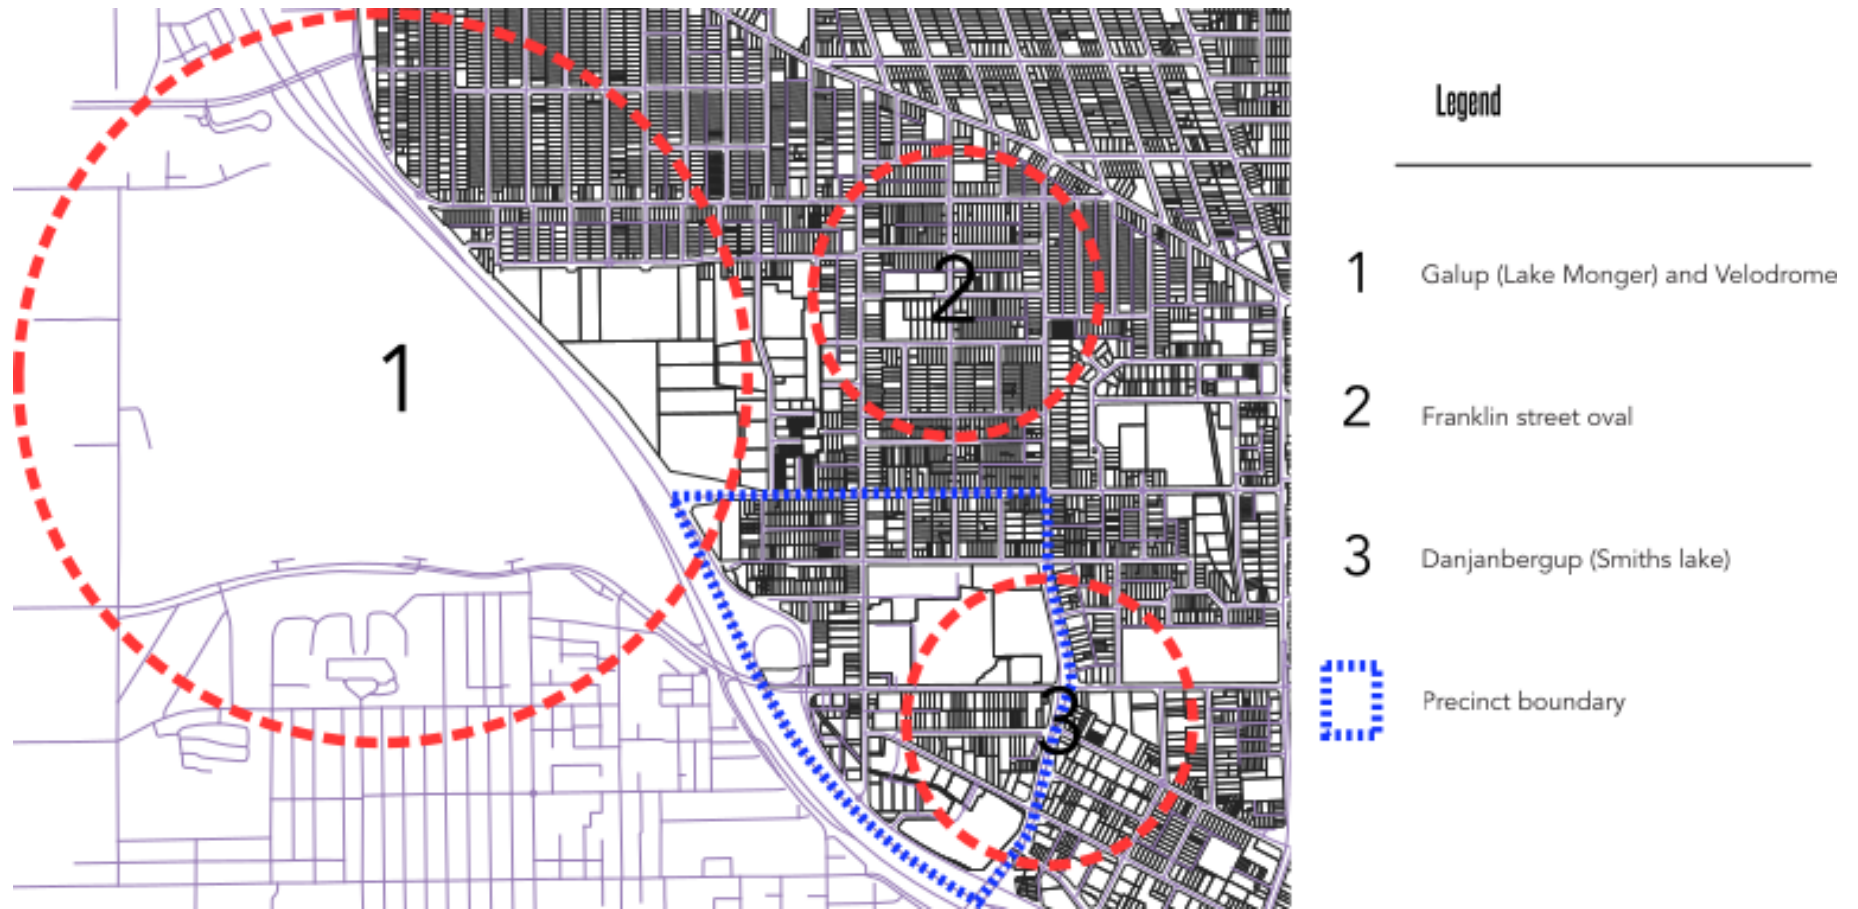 1
2
3
Legend
1 Galup (Lake Monger) and Velodrome
2 Franklin street oval
3 Danjanbergup (Smiths lake)
Precinct boundary